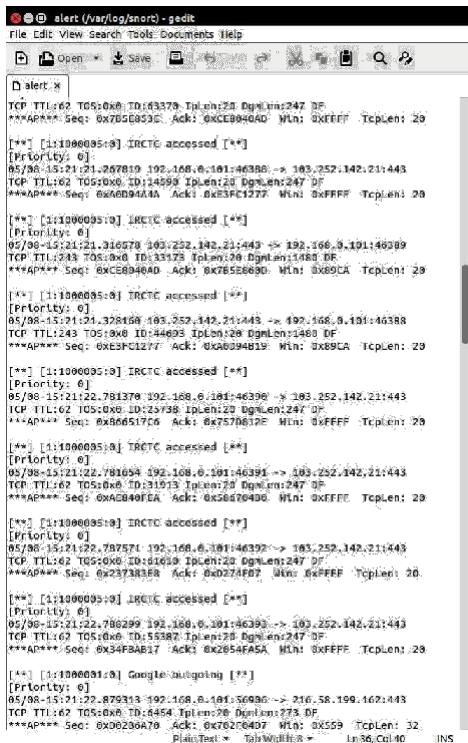 alert (/var/log/snort) - gedit
File Edit View Search Tools Documents Help
Open Save
alert x
TCP TTL:62 TOS:0x0 ID:63370 IpLen:20 DgmLen:247 DF
***AP*** Seq: Ack: 0xCE8040AD Win: 0xFFFF TcpLen: 20
[**] [1:1000005:0] IRCTC accessed [**]
[Priority: 0]
05/08-15:21:21.267819 192.168.0.101:46388 -> 103.252.142.21:443
TCP TTL:62 TOS:0x0 ID:14590 IpLen:20 DgmLen:247 DF
***AP*** Seq: 0xA0D94A4A Ack: 0xE3FC1277 Win: 0xFFFF TcpLen: 20
[**] [1:1000005:0] IRCTC accessed [**]
[Priority: 0]
05/08-15:21:21.316578 103.252.142.21:443 -> 192.168.0.101:46389
TCP TTL:243 TOS:0x0 ID:33173 IpLen:20 DgmLen:1480 DF
***AP*** Seq: 0xCE8040AD Ack: 0x7B5E860D Win: 0x89CA TcpLen: 20
[**] [1:1000005:0] IRCTC accessed [**]
[Priority: 0]
05/08-15:21:21.328160 103.252.142.21:443 -> 192.168.0.101:46388
TCP TTL:243 TOS:0x0 ID:44693 IpLen:20 DgmLen:1480 DF
***AP*** Seq: 0xE3FC1277 Ack: 0xA0D94B19 Win: 0x89CA TcpLen: 20
[**] [1:1000005:0] IRCTC accessed [**]
[Priority: 0]
05/08-15:21:22.781370 192.168.0.101:46390 -> 103.252.142.21:443
TCP TTL:62 TOS:0x0 ID:25738 IpLen:20 DgmLen:247 DF
***AP*** Seq: 0x866517C6 Ack: 0x757D812E Win: 0xFFFF TcpLen: 20
[**] [1:1000005:0] IRCTC accessed [**]
[Priority: 0]
05/08-15:21:22.781654 192.168.0.101:46391 -> 103.252.142.21:443
TCP TTL:62 TOS:0x0 ID:31913 IpLen:20 DgmLen:247 DF
***AP*** Seq: 0xAE840FEA Ack: Win: 0xFFFF TcpLen: 20
[**] [1:1000005:0] IRCTC accessed [**]
[Priority: 0]
05/08-15:21:22.787571 192.168.0.101:46392 -> 103.252.142.21:443
TCP TTL:62 TOS:0x0 ID:61610 IpLen:20 DgmLen:247 DF
***AP*** Seq: 0x237383E8 Ack: 0xD274F07 Win: 0xFFFF TcpLen: 20
[**] [1:1000005:0] IRCTC accessed [**]
[Priority: 0]
05/08-15:21:22.788299 192.168.0.101:46393 -> 103.252.142.21:443
TCP TTL:62 TOS:0x0 ID:55387 IpLen:20 DgmLen:247 DF
***AP*** Seq: 0x34FBAB17 Ack: 0x2054FA5A Win: 0xFFFF TcpLen: 20
[**] [1:1000001:0] Google outgoing [**]
[Priority: 0]
05/08-15:21:22.879313 192.168.0.101:56906 -> 216.58.199.162:443
TCP TTL:62 TOS:0x0 ID:6454 IpLen:20 DgmLen:273 DF
***AP*** Seq: 0xD0206A70 Ack: Win: 0x559 TcpLen: 32
Plain Text Tab Width: 8 Ln 36, Col 40 INS